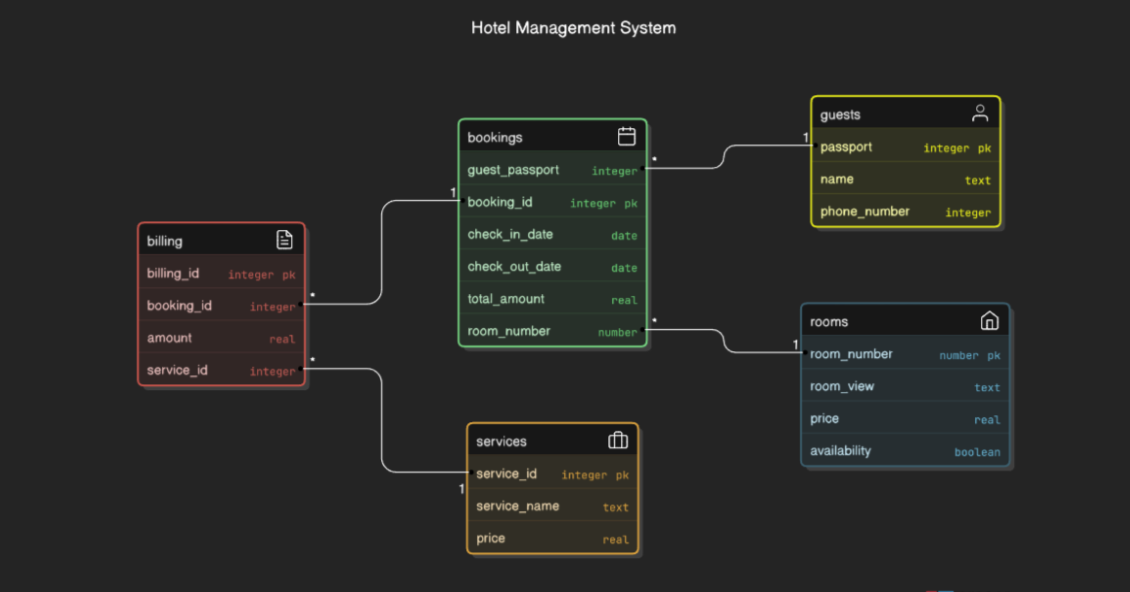 Hotel Management System
billing
billing_id integer pk
booking_id integer
amount real
service_id integer
bookings
guest_passport integer
booking_id integer pk
check_in_date date
check_out_date date
total_amount real
room_number number
services
service_id integer pk
service_name text
price real
guests
passport integer pk
name text
phone_number integer
rooms
room_number number pk
room_view text
price real
availability boolean
1
*
*
1
*
1
*
1